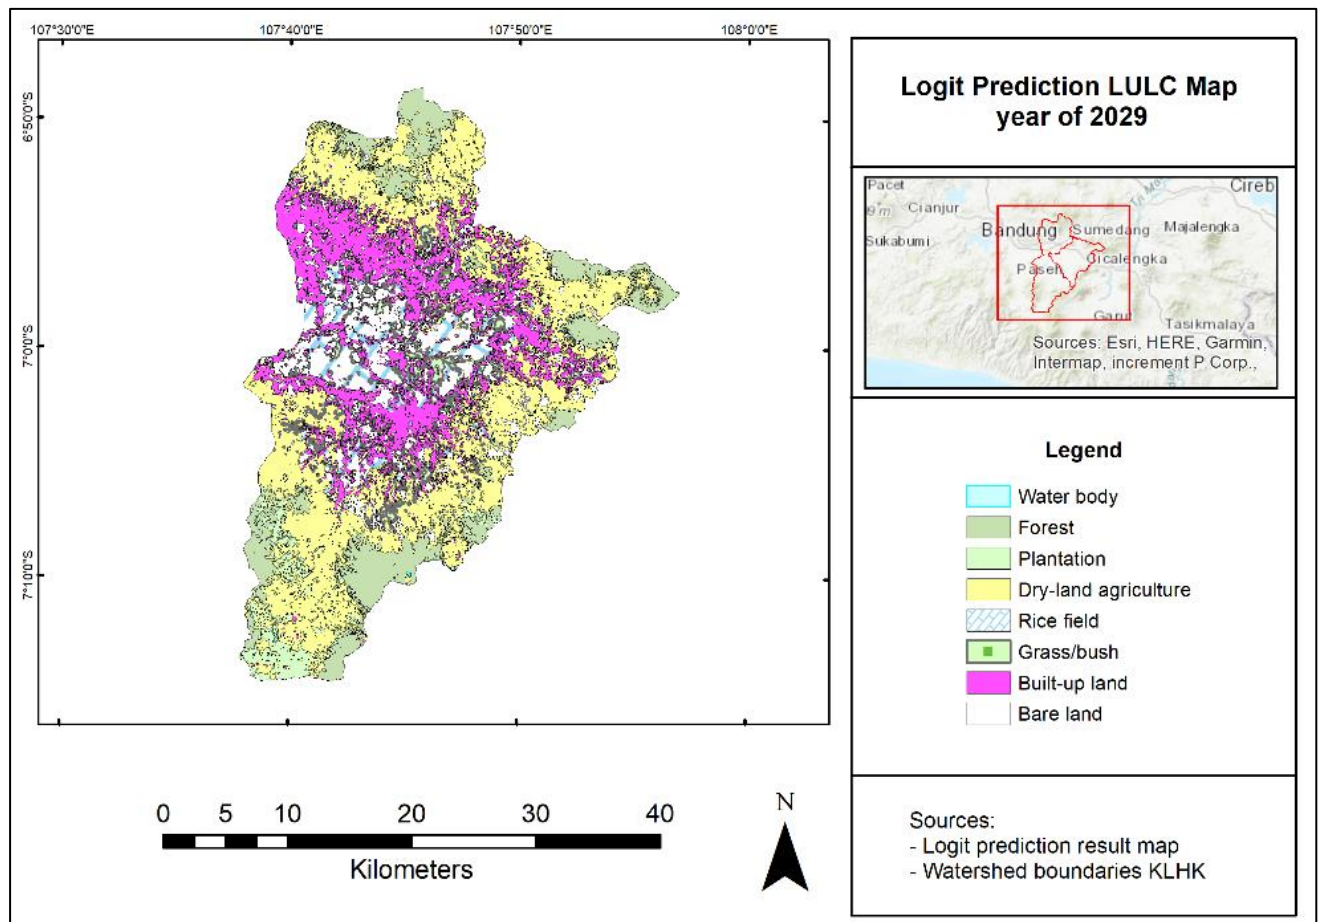 107°30'0"E 107°40'0"E 107°50'0"E 108°0'0"E
6°50'0"S
7°0'0"S
7°10'0"S
0 5 10 20 30 40
Kilometers
N
Logit Prediction LULC Map
year of 2029
Pacet
Cireb
9 m
Cianjur
Bandung
Sumedang
Majalengka
Sukabumi
Paseh
Cicalengka
Garut
Tasikmalaya
Sources: Esri, HERE, Garmin,
Intermap, increment P Corp.,
Legend
Water body
Forest
Plantation
Dry-land agriculture
Rice field
Grass/bush
Built-up land
Bare land
Sources:
- Logit prediction result map
- Watershed boundaries KLHK